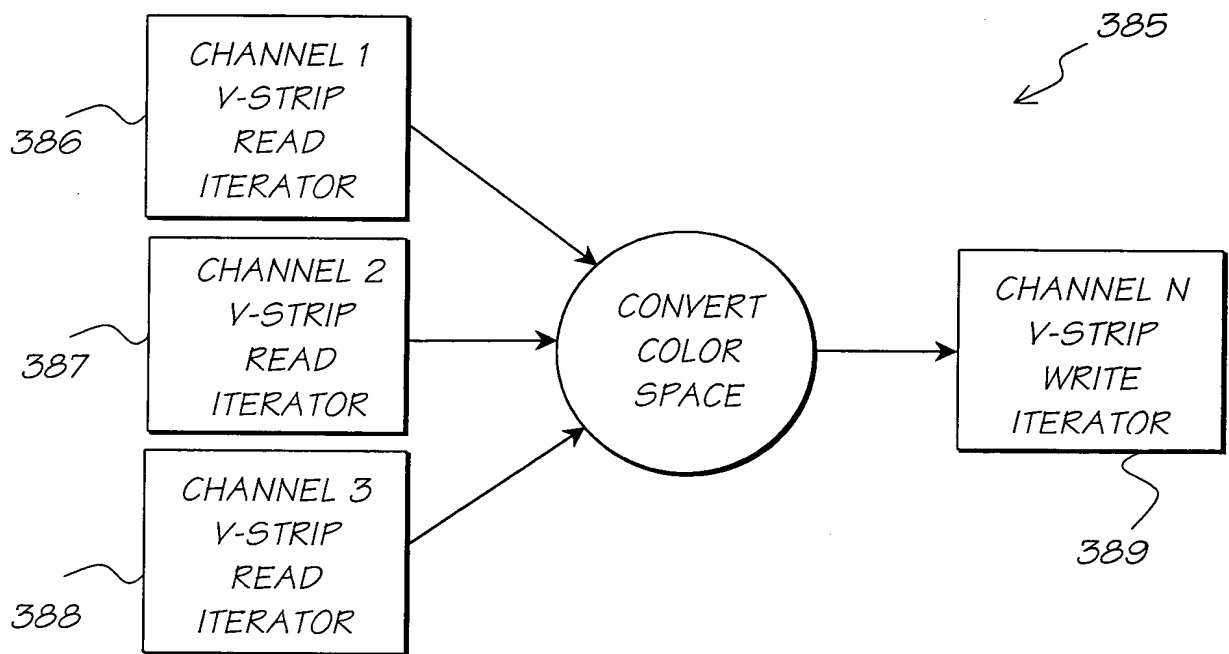 385
CHANNEL 1
V-STRIP
READ
ITERATOR
386
CHANNEL 2
V-STRIP
READ
ITERATOR
387
CHANNEL 3
V-STRIP
READ
ITERATOR
388
CONVERT
COLOR
SPACE
CHANNEL N
V-STRIP
WRITE
ITERATOR
389